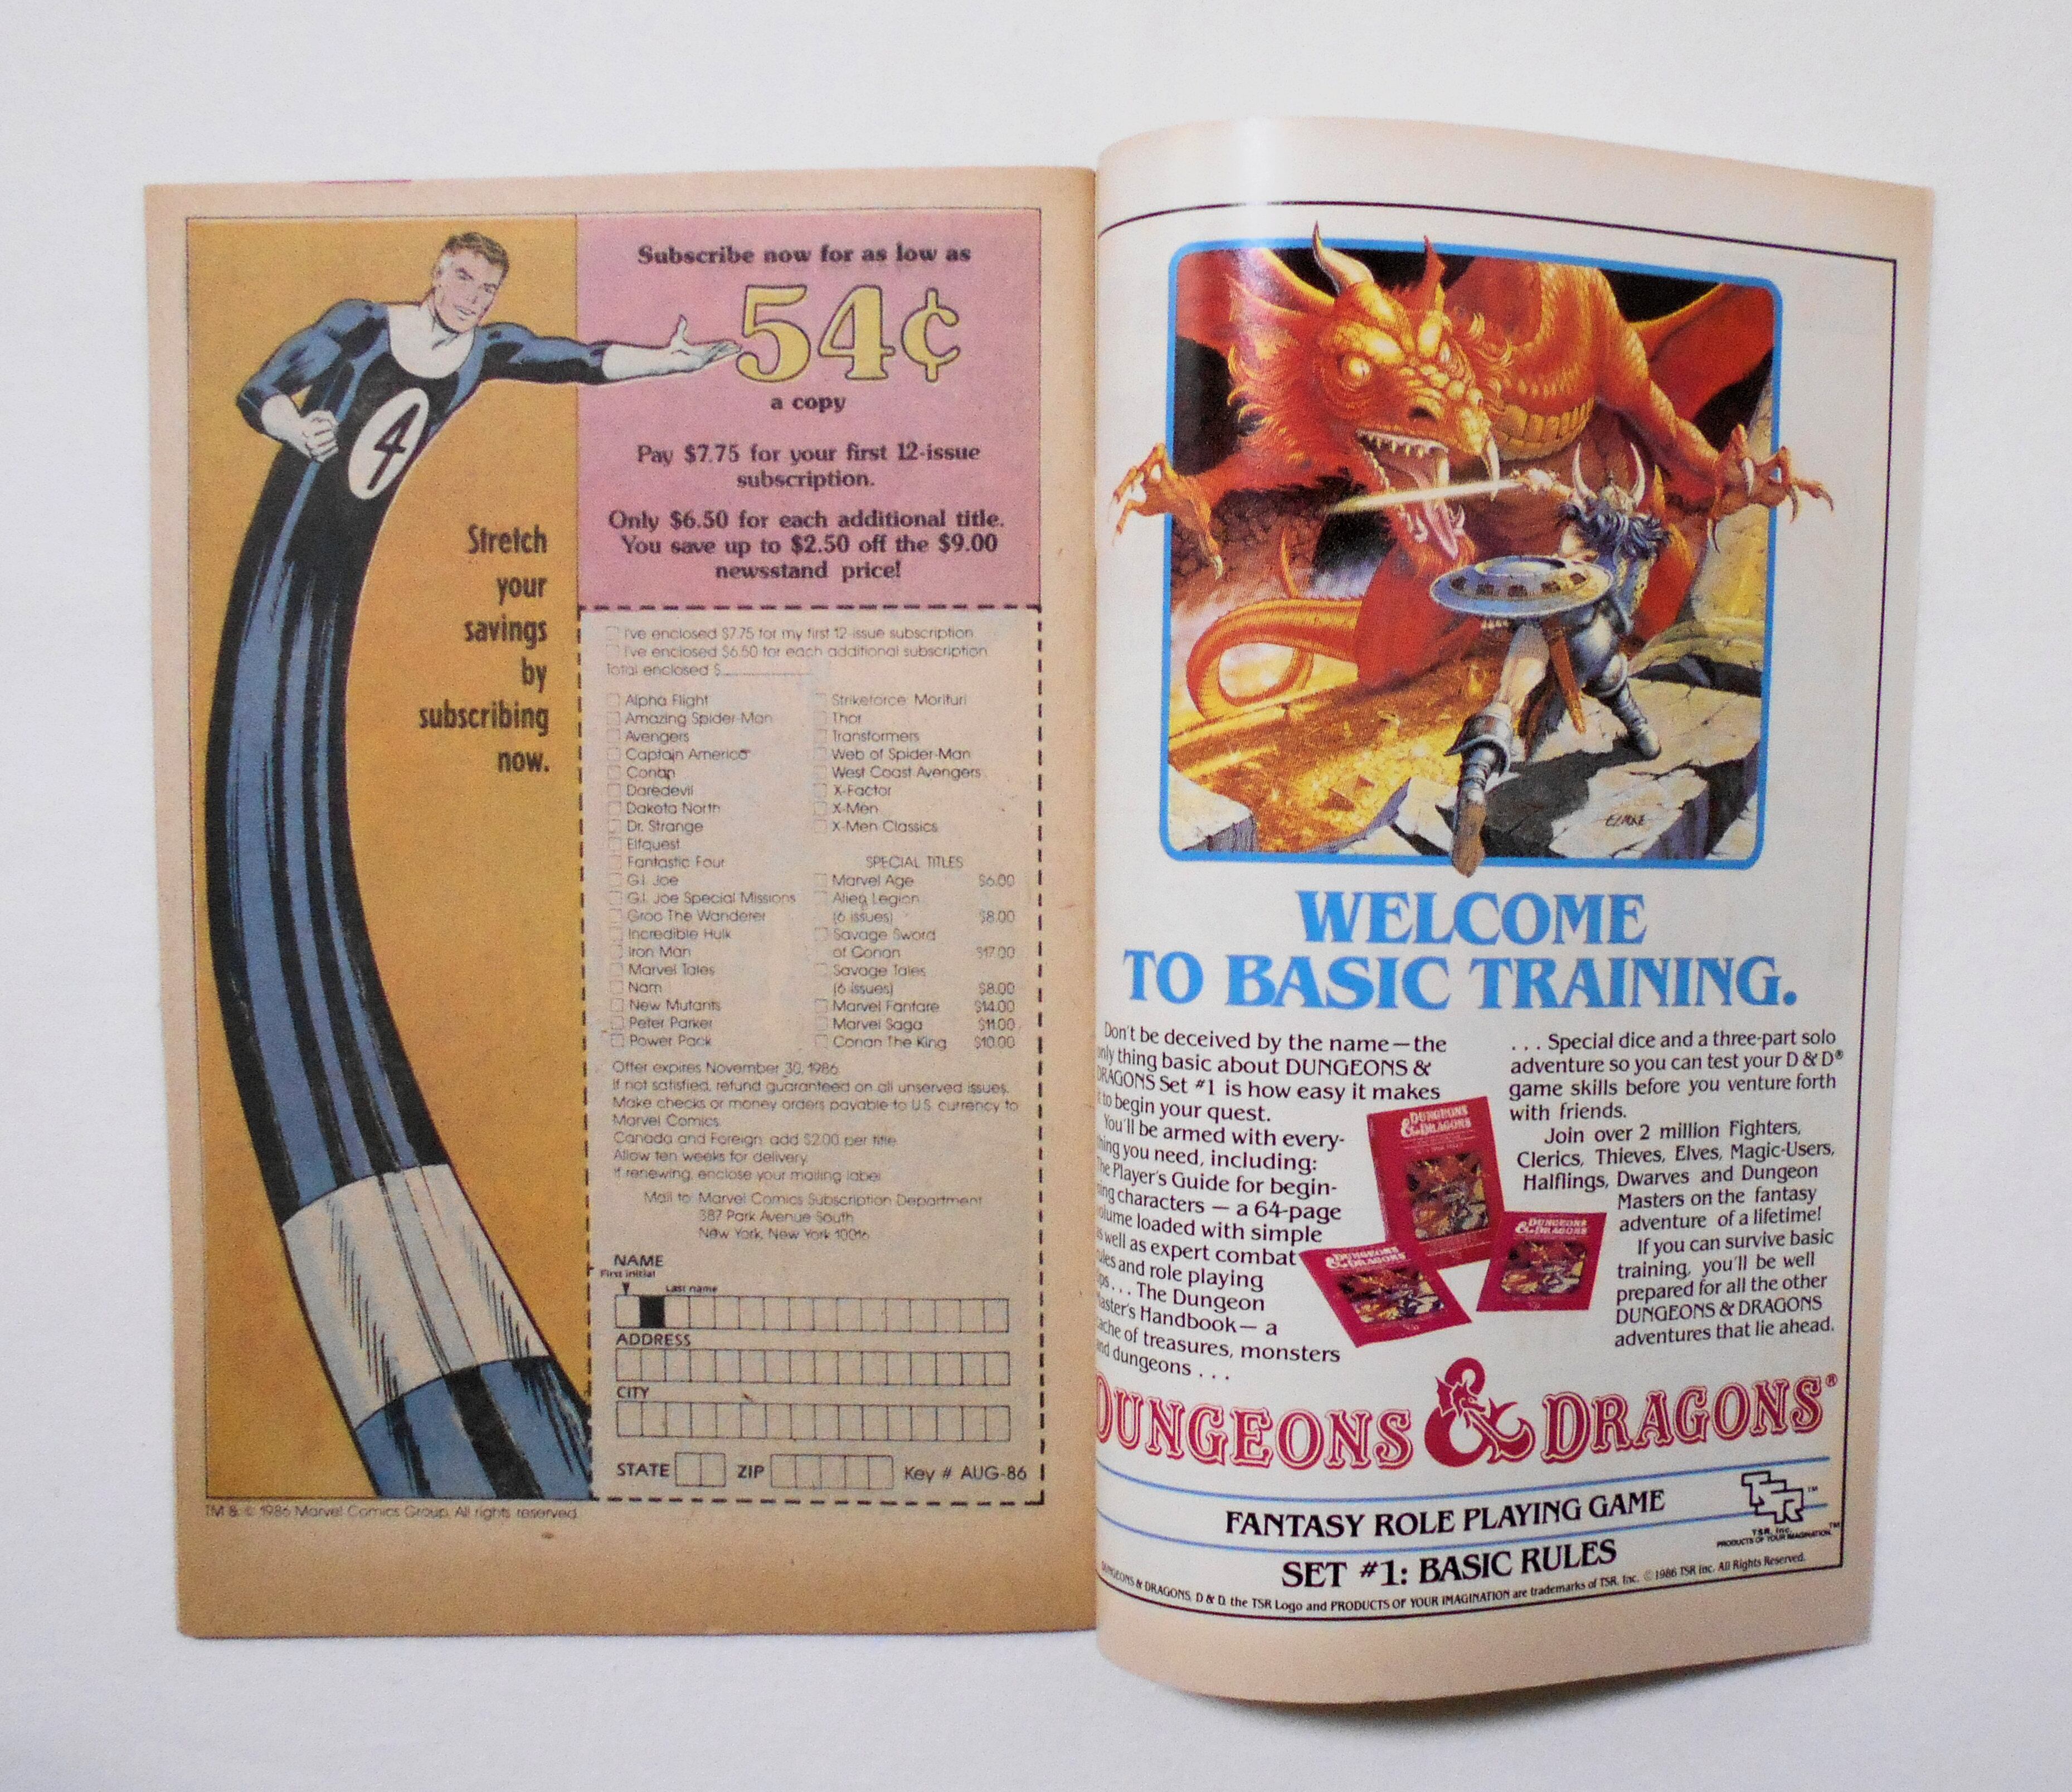 4
Stretch
your
savings
by
subscribing
now.
Subscribe now for as low as
54¢
a copy
Pay $7.75 for your first 12-issue
subscription.
Only $6.50 for each additional title.
You save up to $2.50 off the $9.00
newsstand price!
I've enclosed $7.75 for my first 12-issue subscription
I've enclosed $6.50 for each additional subscription
Total enclosed $
Alpha Flight
Amazing Spider-Man
Avengers
Captain America
Conan
Daredevil
Dakota North
Dr. Strange
Elfquest
Fantastic Four
G.I. Joe
G.I. Joe Special Missions
Groo The Wanderer
Incredible Hulk
Iron Man
Marvel Tales
Nam
New Mutants
Peter Parker
Power Pack
Strikeforce: Morituri
Thor
Transformers
Web of Spider-Man
West Coast Avengers
X-Factor
X-Men
X-Men Classics
SPECIAL TITLES
Marvel Age $6.00
Alien Legion
(6 issues) $8.00
Savage Sword
of Conan $17.00
Savage Tales
(6 issues) $8.00
Marvel Fanfare $14.00
Marvel Saga $11.00
Conan The King $10.00
Offer expires November 30, 1986
If not satisfied, refund guaranteed on all unserved issues.
Make checks or money orders payable to U.S. currency to
Marvel Comics.
Canada and Foreign: add $2.00 per title
Allow ten weeks for delivery
If renewing, enclose your mailing label
Mail to: Marvel Comics Subscription Department
387 Park Avenue South
New York, New York 10016
NAME
First initial
Last name
ADDRESS
CITY
STATE ZIP Key # AUG-86
TM & © 1986 Marvel Comics Group. All rights reserved.
ELMORE
WELCOME
TO BASIC TRAINING.
Don't be deceived by the name—the
only thing basic about DUNGEONS &
DRAGONS Set #1 is how easy it makes
it to begin your quest.
You'll be armed with every-
thing you need, including:
The Player's Guide for begin-
ning characters — a 64-page
volume loaded with simple
as well as expert combat
rules and role playing
tips . . . The Dungeon
Master's Handbook— a
cache of treasures, monsters
and dungeons . . .
. . . Special dice and a three-part solo
adventure so you can test your D & D®
game skills before you venture forth
with friends.
Join over 2 million Fighters,
Clerics, Thieves, Elves, Magic-Users,
Halflings, Dwarves and Dungeon
Masters on the fantasy
adventure of a lifetime!
If you can survive basic
training, you'll be well
prepared for all the other
DUNGEONS & DRAGONS
adventures that lie ahead.
DUNGEONS & DRAGONS
DUNGEONS & DRAGONS
DUNGEONS & DRAGONS
DUNGEONS & DRAGONS®
FANTASY ROLE PLAYING GAME
SET #1: BASIC RULES
TSR™
TSR, Inc.
PRODUCTS OF YOUR IMAGINATION™
DUNGEONS & DRAGONS, D & D, the TSR Logo and PRODUCTS OF YOUR IMAGINATION are trademarks of TSR, Inc. ©1986 TSR Inc. All Rights Reserved.